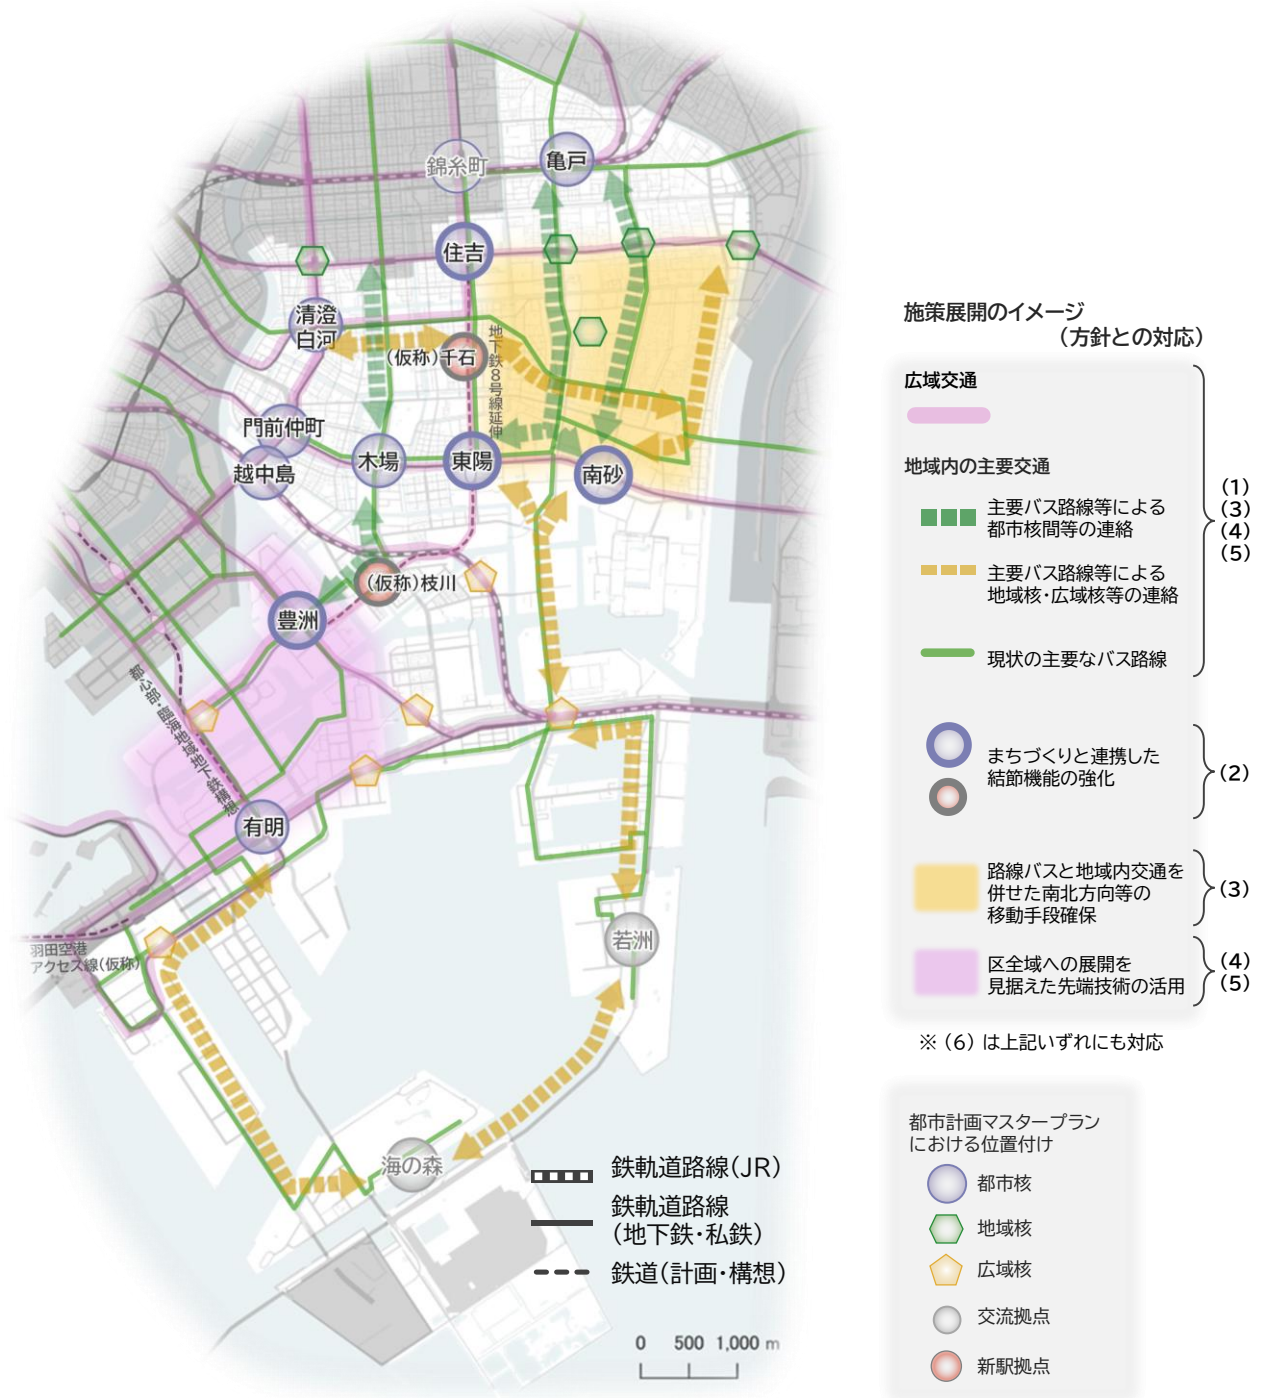 錦糸町
亀戸
住吉
清澄
白河
(仮称)千石
地下鉄8号線延伸
門前仲町
越中島
木場
東陽
南砂
(仮称)枝川
豊洲
都心部・臨海地域地下鉄構想
有明
羽田空港
アクセス線(仮称)
若洲
海の森
鉄軌道路線(JR)
鉄軌道路線
(地下鉄・私鉄)
鉄道(計画・構想)
0 500 1,000 m
施策展開のイメージ
(方針との対応)
広域交通
地域内の主要交通
主要バス路線等による
都市核間等の連絡
主要バス路線等による
地域核・広域核等の連絡
現状の主要なバス路線
(1)
(3)
(4)
(5)
まちづくりと連携した
結節機能の強化
(2)
路線バスと地域内交通を
併せた南北方向等の
移動手段確保
(3)
区全域への展開を
見据えた先端技術の活用
(4)
(5)
※(6)は上記いずれにも対応
都市計画マスタープラン
における位置付け
都市核
地域核
広域核
交流拠点
新駅拠点